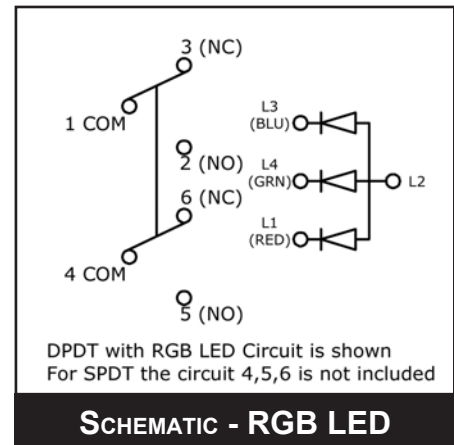 3 (NC)
1 COM
2 (NO)
6 (NC)
4 COM
5 (NO)
L3
(BLU)
L4
(GRN)
L2
L1
(RED)
DPDT with RGB LED Circuit is shown
For SPDT the circuit 4,5,6 is not included
SCHEMATIC - RGB LED